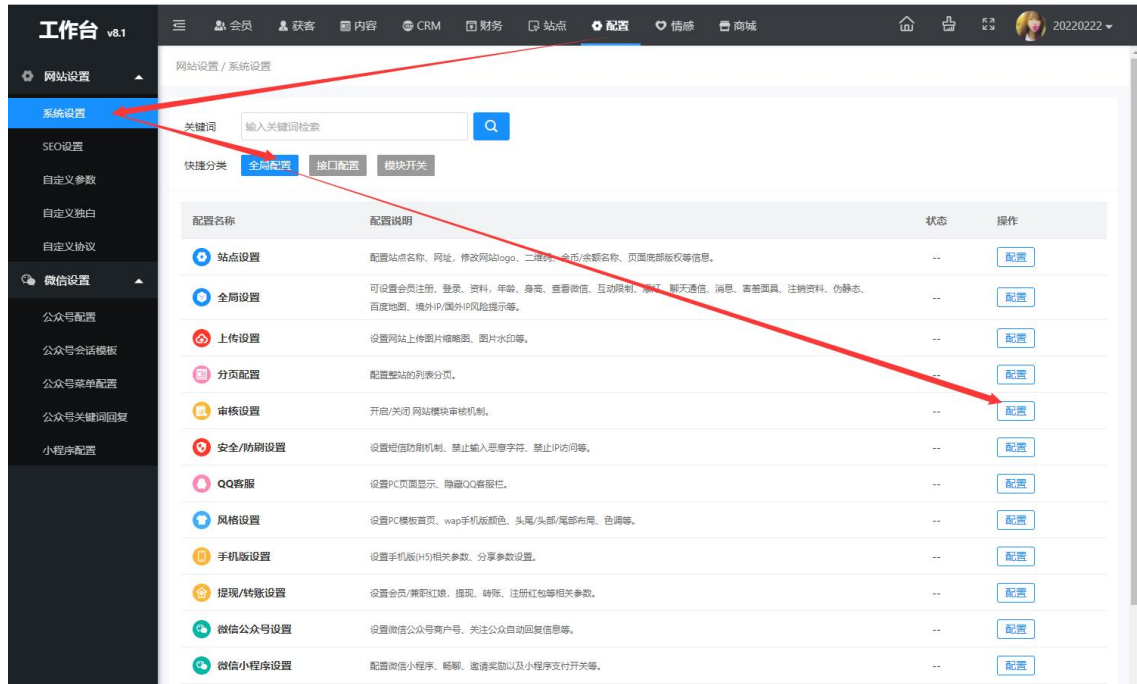 工作台 v8.1
会员 获客 内容 CRM 财务 站点 配置 情感 商城
20220222
网站设置
系统设置
SEO设置
自定义参数
自定义独白
自定义协议
微信设置
公众号配置
公众号会话模板
公众号菜单配置
公众号关键词回复
小程序配置
网站设置 / 系统设置
关键词 输入关键词检索
快捷分类 全局配置 接口配置 模块开关
配置名称 配置说明 状态 操作
站点设置 配置站点名称、网址，修改网站logo、二维码、金币/余额名称、页面底部版权等信息。 -- 配置
全局设置 可设置会员注册、登录、资料，年龄、身高、查看微信、互动限制、聊天通信、消息、害羞面具、注销资料、伪静态、
百度地图、境外IP/国外IP风险提示等。 -- 配置
上传设置 设置网站上传图片缩略图、图片水印等。 -- 配置
分页配置 配置整站的列表分页。 -- 配置
审核设置 开启/关闭 网站模块审核机制。 -- 配置
安全/防刷设置 设置短信防刷机制、禁止输入恶意字符、禁止IP访问等。 -- 配置
QQ客服 设置PC页面显示、隐藏QQ客服栏。 -- 配置
风格设置 设置PC模板首页、wap手机版颜色、头尾/头部/尾部布局、色调等。 -- 配置
手机版设置 设置手机版(H5)相关参数、分享参数设置。 -- 配置
提现/转账设置 设置会员/兼职红娘，提现、转账、注册红包等相关参数。 -- 配置
微信公众号设置 设置微信公众号商户号、关注公众自动回复信息等。 -- 配置
微信小程序设置 配置微信小程序、畅聊、邀请奖励以及小程序支付开关等。 -- 配置